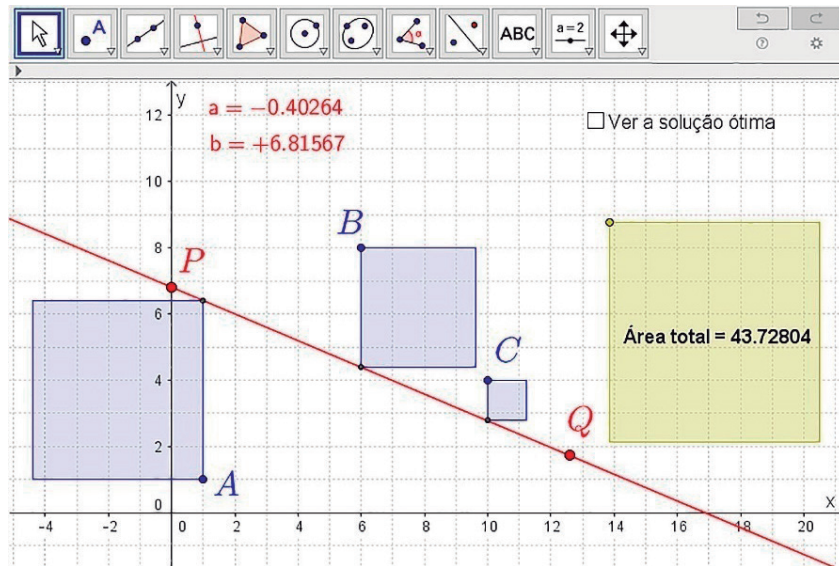 A
α
ABC
a=2
y
a = −0.40264
b = +6.81567
Ver a solução ótima
12
10
8
6
4
2
0
B
P
C
Área total = 43.72804
Q
A
x
-4 -2 0 2 4 6 8 10 12 14 16 18 20